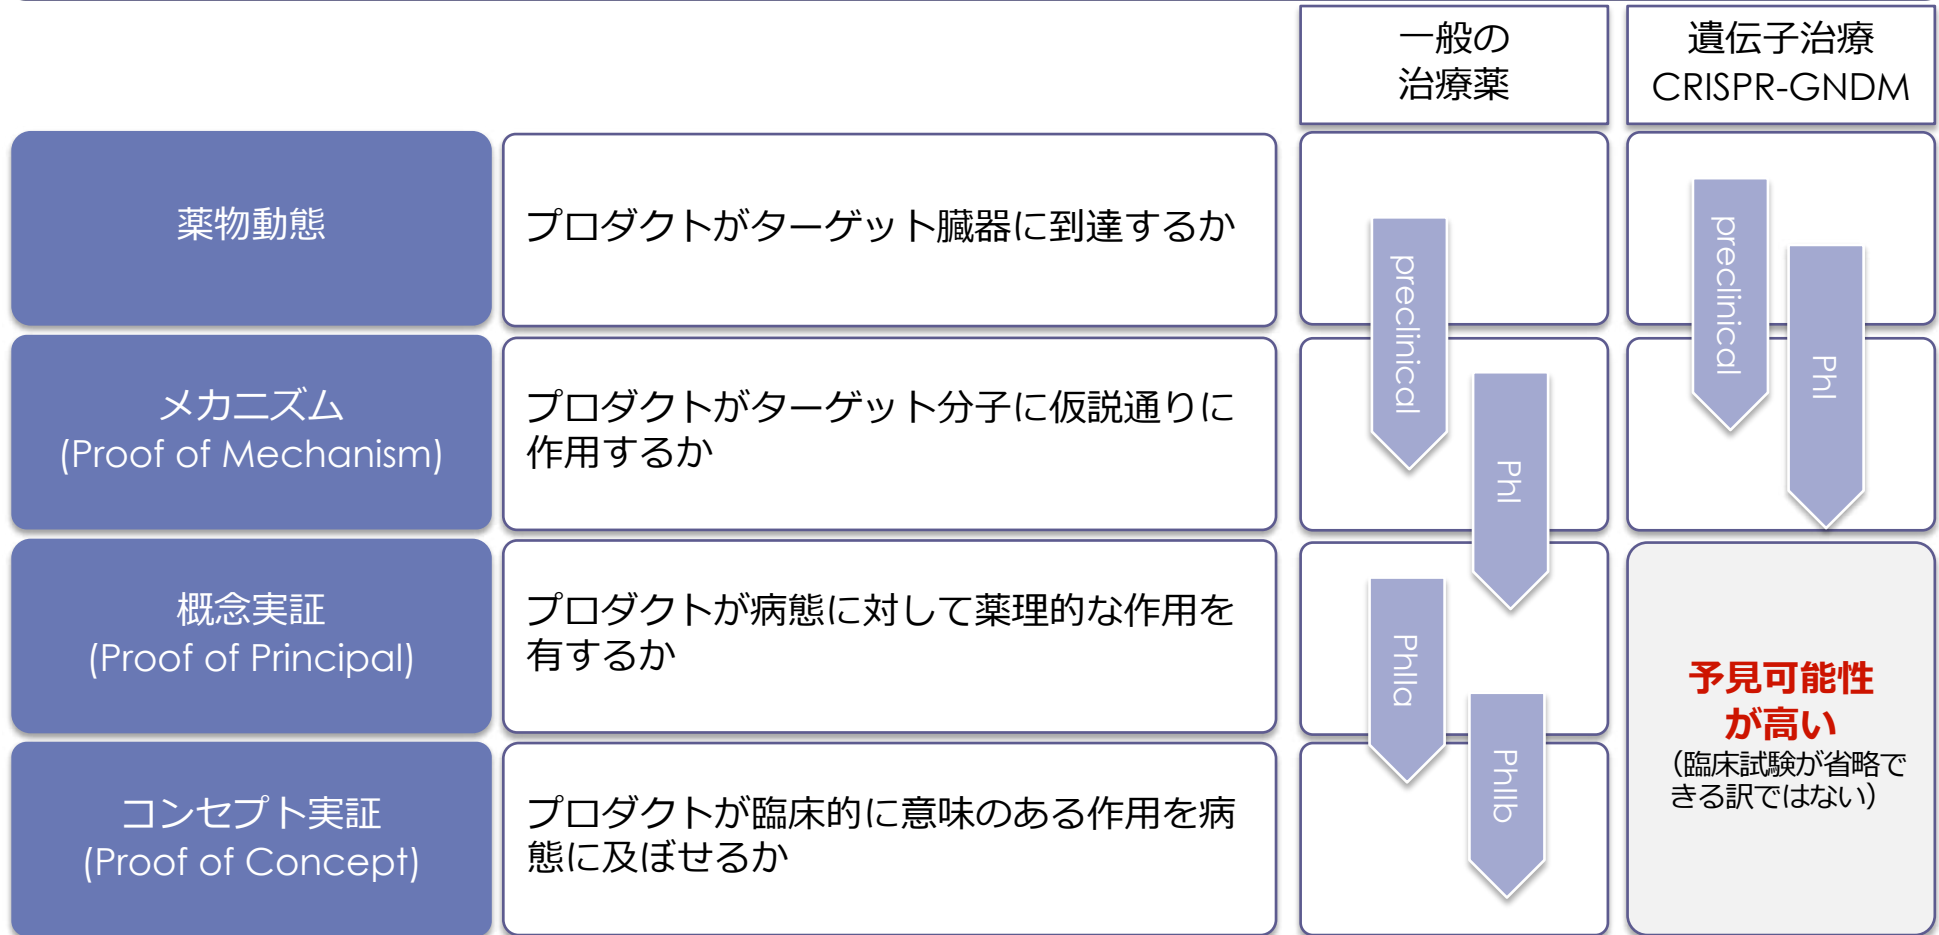 一般の
治療薬
遺伝子治療
CRISPR-GNDM
薬物動態
プロダクトがターゲット臓器に到達するか
preclinical
preclinical
PhI
メカニズム
(Proof of Mechanism)
プロダクトがターゲット分子に仮説通りに
作用するか
PhI
概念実証
(Proof of Principal)
プロダクトが病態に対して薬理的な作用を
有するか
PhIIa
予見可能性
が高い
（臨床試験が省略で
きる訳ではない）
コンセプト実証
(Proof of Concept)
プロダクトが臨床的に意味のある作用を病
態に及ぼせるか
PhIIb